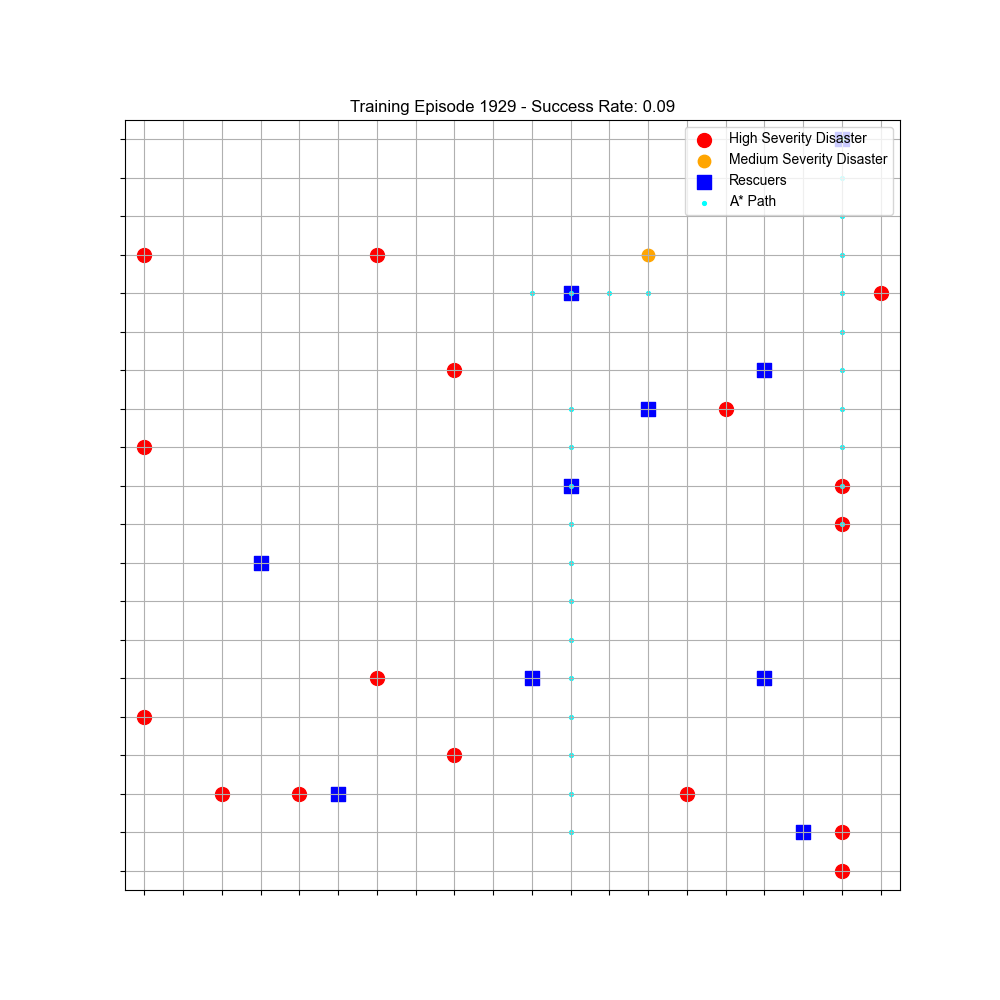 Training Episode 1929 - Success Rate: 0.09
High Severity Disaster
Medium Severity Disaster
Rescuers
A* Path